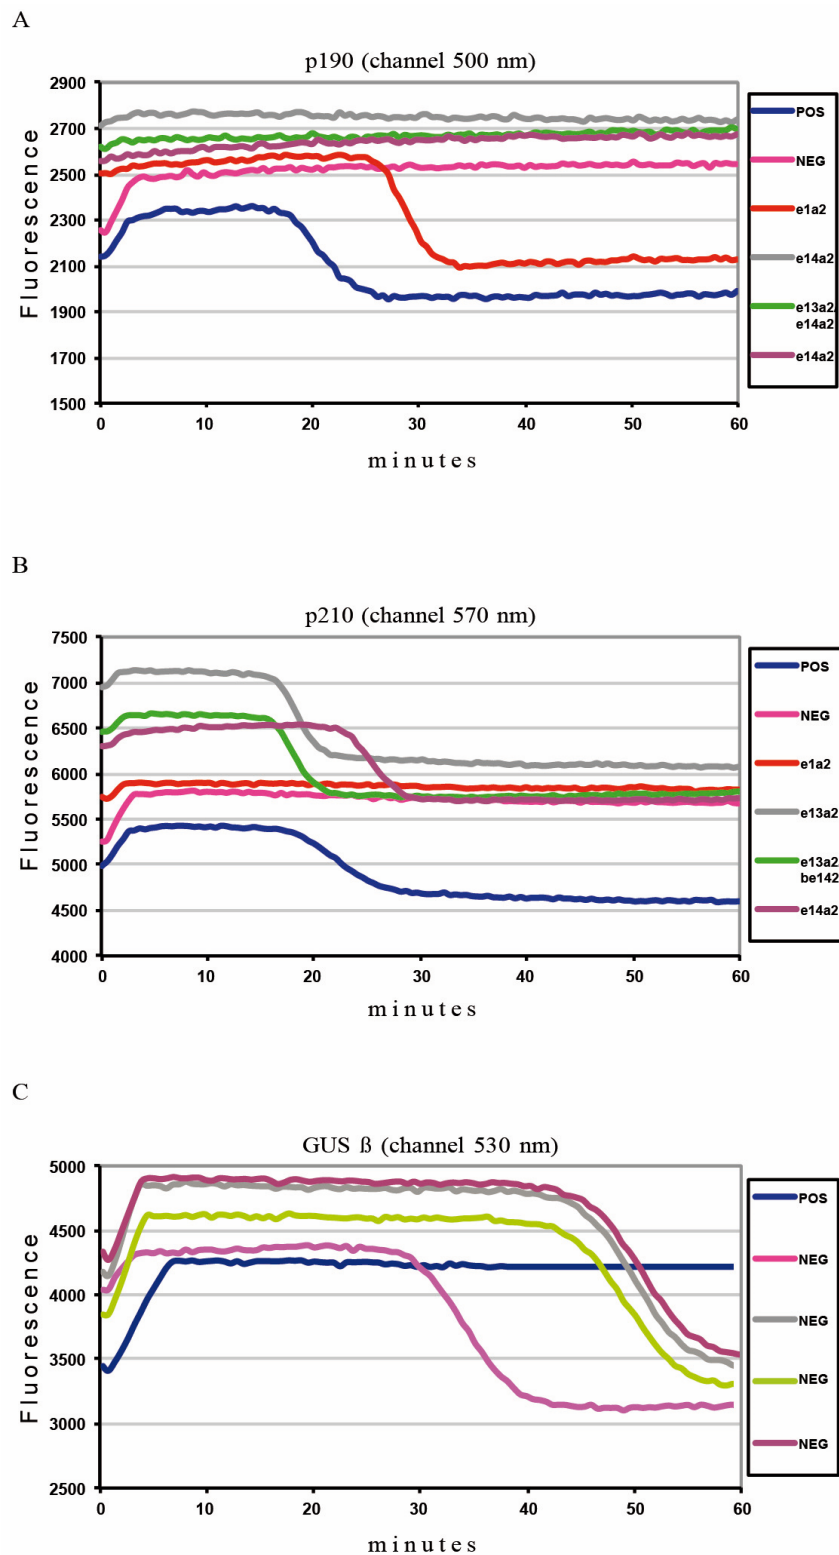 A
p190 (channel 500 nm)
Fluorescence
2900
2700
2500
2300
2100
1900
1700
1500
0 10 20 30 40 50 60
minutes
POS
NEG
e1a2
e14a2
e13a2/
e14a2
e14a2
B
p210 (channel 570 nm)
Fluorescence
7500
7000
6500
6000
5500
5000
4500
4000
0 10 20 30 40 50 60
minutes
POS
NEG
e1a2
e13a2
e13a2/
be142
e14a2
C
GUS ß (channel 530 nm)
Fluorescence
5000
4500
4000
3500
3000
2500
0 10 20 30 40 50 60
minutes
POS
NEG
NEG
NEG
NEG